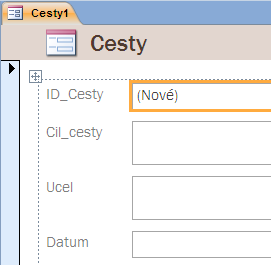 Cesty1
Cesty
ID_Cesty
(Nové)
Cil_cesty
Ucel
Datum